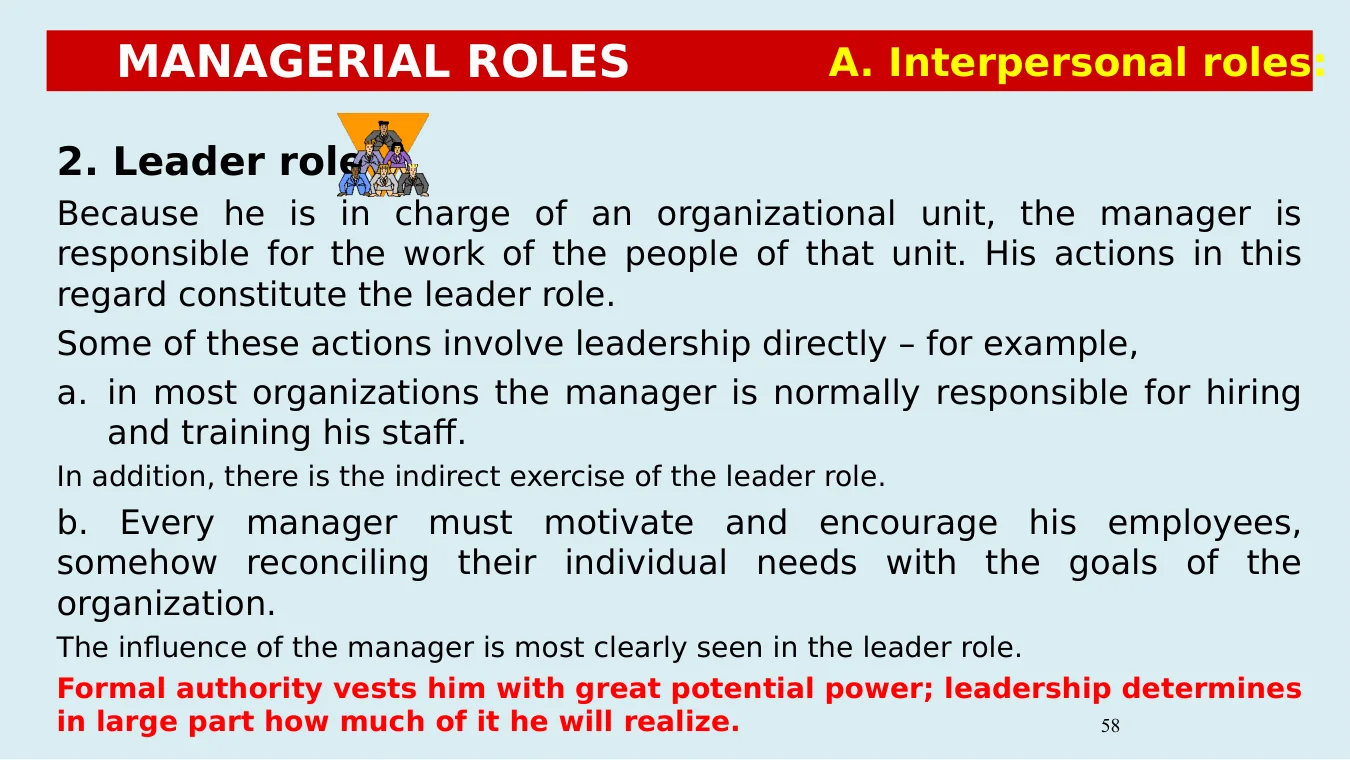 MANAGERIAL ROLES A. Interpersonal roles:
2. Leader role
Because he is in charge of an organizational unit, the manager is
responsible for the work of the people of that unit. His actions in this
regard constitute the leader role.
Some of these actions involve leadership directly – for example,
a. in most organizations the manager is normally responsible for hiring
and training his staff.
In addition, there is the indirect exercise of the leader role.
b. Every manager must motivate and encourage his employees,
somehow reconciling their individual needs with the goals of the
organization.
The influence of the manager is most clearly seen in the leader role.
Formal authority vests him with great potential power; leadership determines
in large part how much of it he will realize.
58